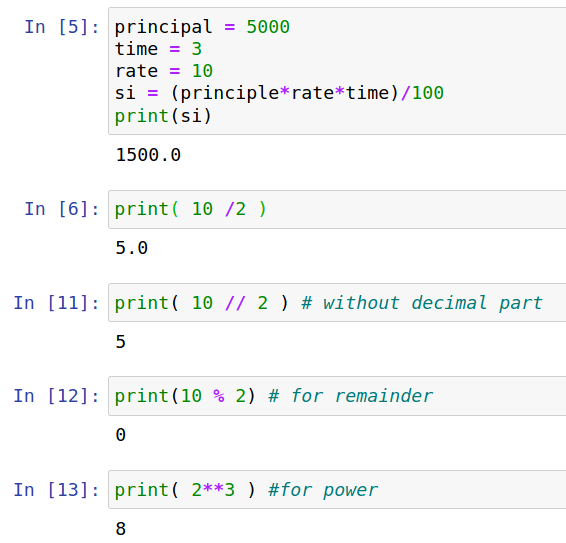 In [5]: principal = 5000
time = 3
rate = 10
si = (principle*rate*time)/100
print(si)
1500.0
In [6]: print( 10 /2 )
5.0
In [11]: print( 10 // 2 ) # without decimal part
5
In [12]: print(10 % 2) # for remainder
0
In [13]: print( 2**3 ) #for power
8